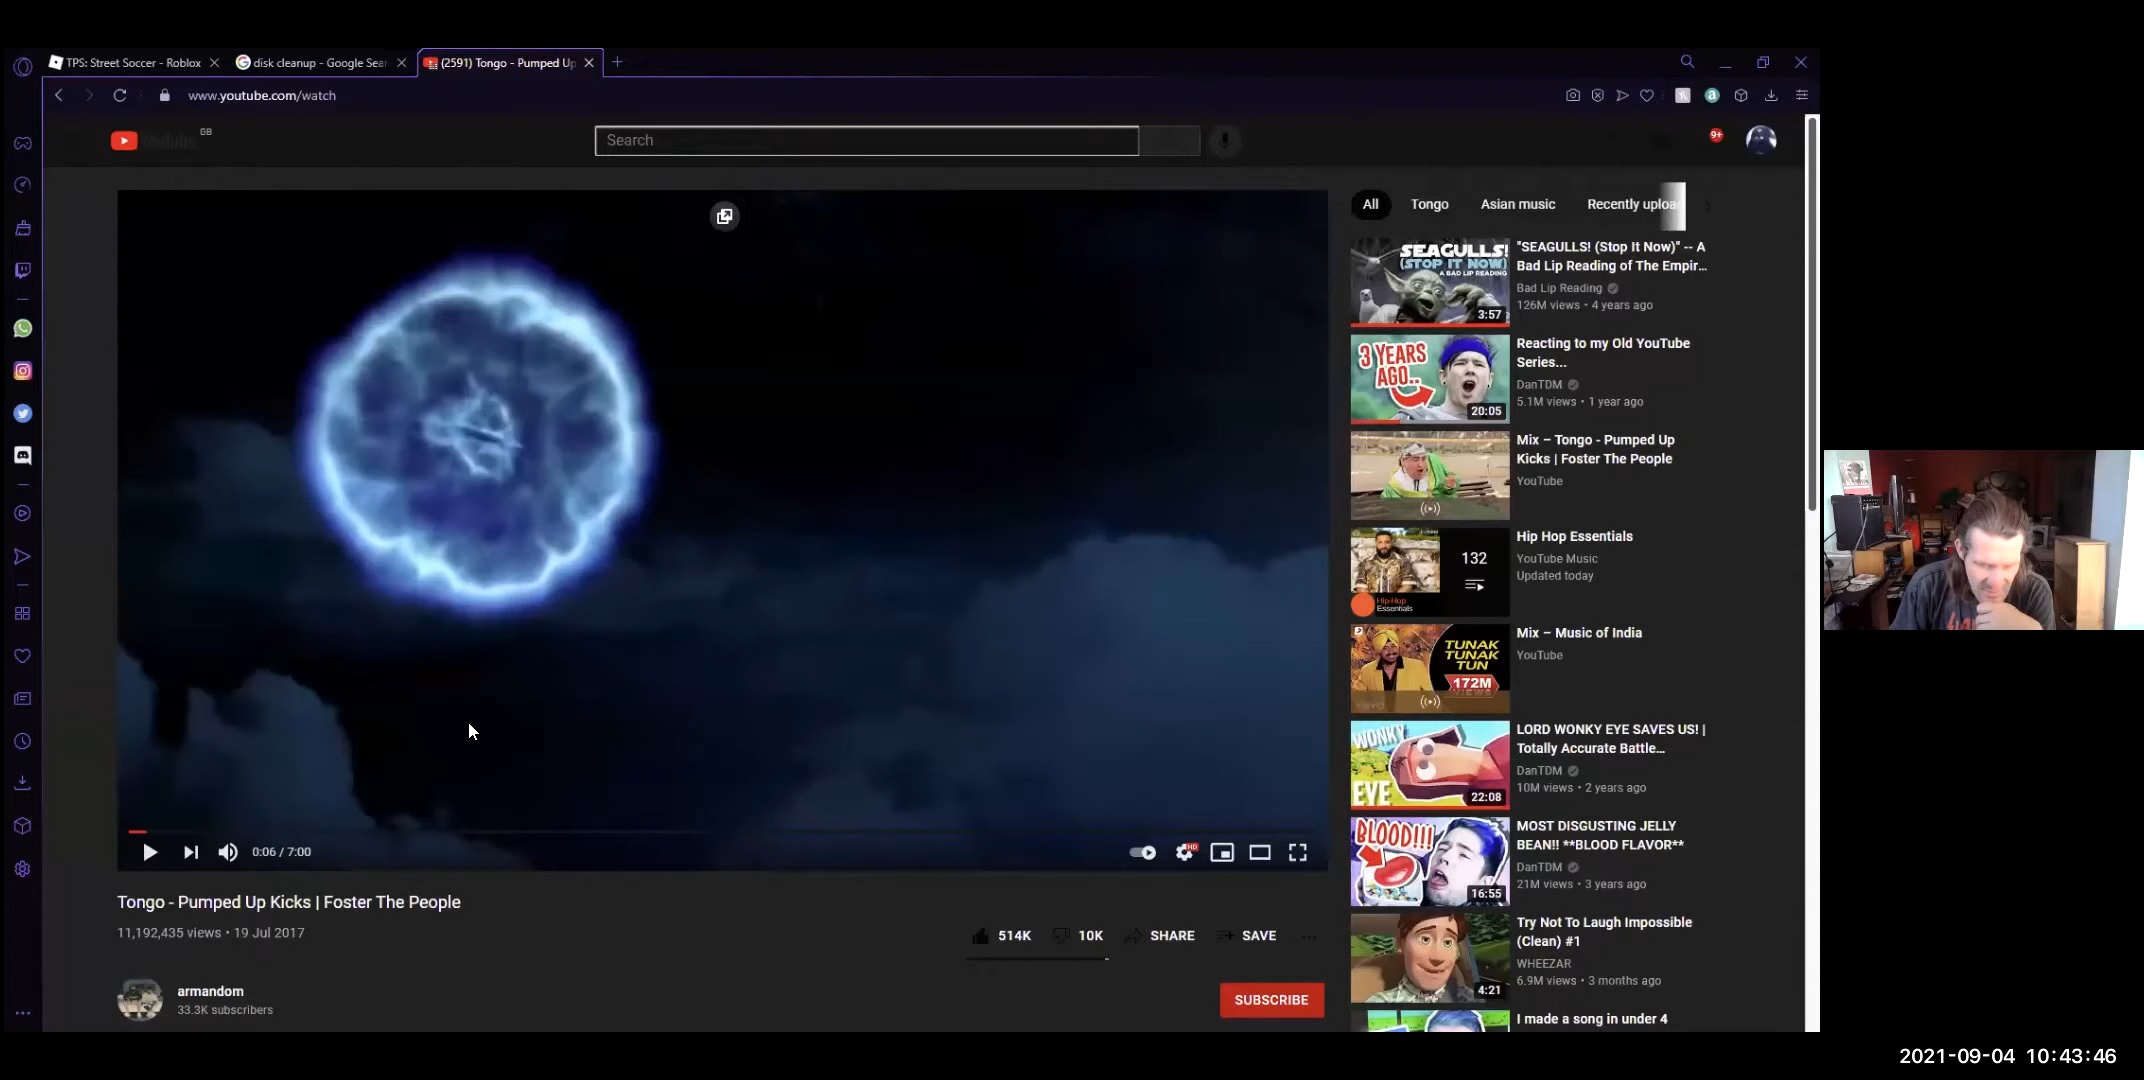 TPS: Street Soccer - Roblox
disk cleanup - Google Sear
(2591) Tongo - Pumped Up
www.youtube.com/watch
GB
Search
9+
All
Tongo
Asian music
Recently uploa
SEAGULLS!
(STOP IT NOW)
A BAD LIP READING
3:57
"SEAGULLS! (Stop It Now)" -- A
Bad Lip Reading of The Empir...
Bad Lip Reading
126M views • 4 years ago
3 YEARS
AGO..
20:05
Reacting to my Old YouTube
Series...
DanTDM
5.1M views • 1 year ago
Mix – Tongo - Pumped Up
Kicks | Foster The People
YouTube
Hip-Hop
Essentials
132
Hip Hop Essentials
YouTube Music
Updated today
TUNAK
TUNAK
TUN
172M
VIEWS
Mix – Music of India
YouTube
WONKY
EYE
22:08
LORD WONKY EYE SAVES US! |
Totally Accurate Battle...
DanTDM
10M views • 2 years ago
BLOOD!!!
16:55
MOST DISGUSTING JELLY
BEAN!! **BLOOD FLAVOR**
DanTDM
21M views • 3 years ago
4:21
Try Not To Laugh Impossible
(Clean) #1
WHEEZAR
6.9M views • 3 months ago
I made a song in under 4
0:06 / 7:00
HD
Tongo - Pumped Up Kicks | Foster The People
11,192,435 views • 19 Jul 2017
514K
10K
SHARE
SAVE
armandom
33.3K subscribers
SUBSCRIBE
2021-09-04 10:43:46